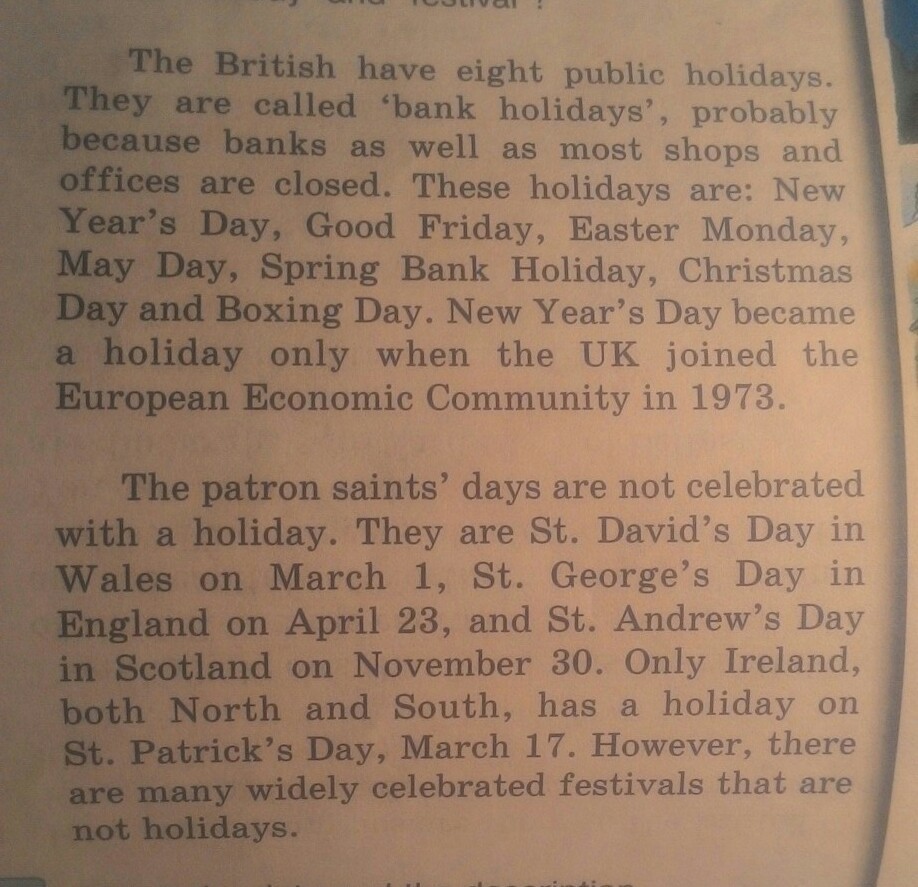 and festival ?
The British have eight public holidays.
They are called ‘bank holidays’, probably
because banks as well as most shops and
offices are closed. These holidays are: New
Year’s Day, Good Friday, Easter Monday,
May Day, Spring Bank Holiday, Christmas
Day and Boxing Day. New Year’s Day became
a holiday only when the UK joined the
European Economic Community in 1973.
The patron saints’ days are not celebrated
with a holiday. They are St. David’s Day in
Wales on March 1, St. George’s Day in
England on April 23, and St. Andrew’s Day
in Scotland on November 30. Only Ireland,
both North and South, has a holiday on
St. Patrick’s Day, March 17. However, there
are many widely celebrated festivals that are
not holidays.
the description